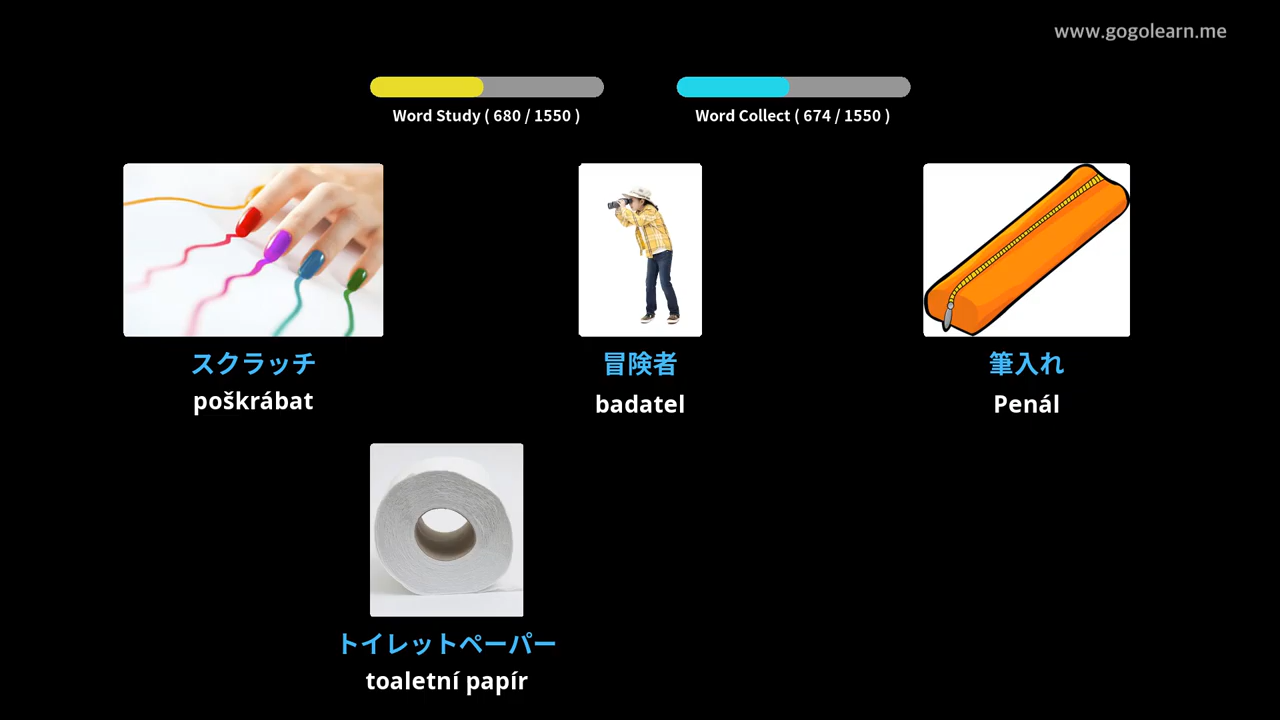 www.gogolearn.me
Word Study ( 680 / 1550 )
Word Collect ( 674 / 1550 )
スクラッチ
poškrábat
冒険者
badatel
筆入れ
Penál
トイレットペーパー
toaletní papír